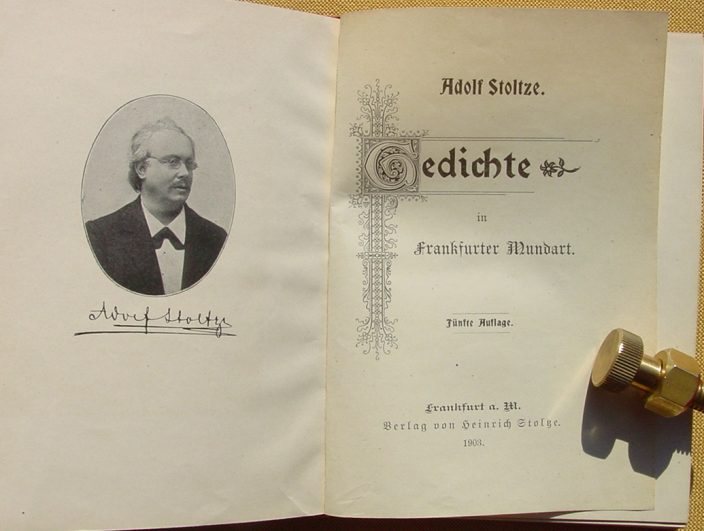 Adolf Stoltze
Adolf Stoltze.
Gedichte
in
Frankfurter Mundart.
Fünfte Auflage.
Frankfurt a. M.
Verlag von Heinrich Stoltze.
1903.